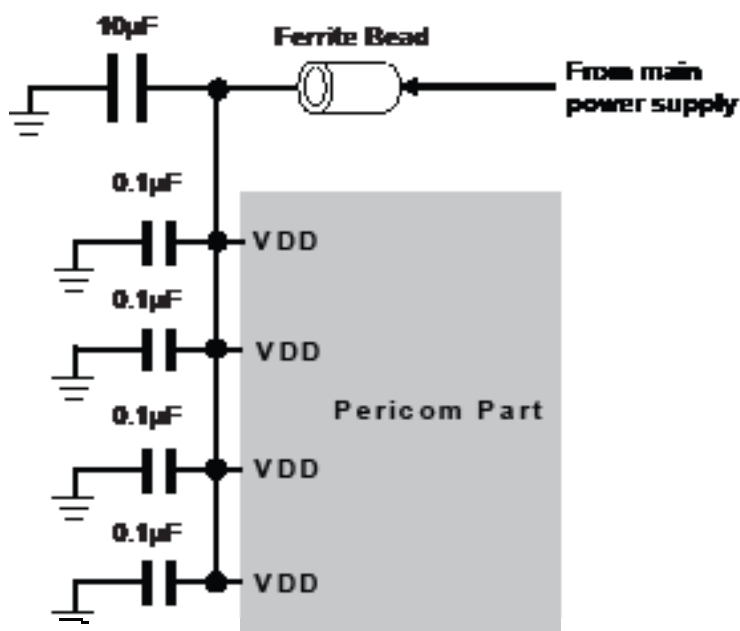 10µF
Ferrite Bead
From main
power supply
0.1µF
VDD
0.1µF
VDD
Pericom Part
0.1µF
VDD
0.1µF
VDD